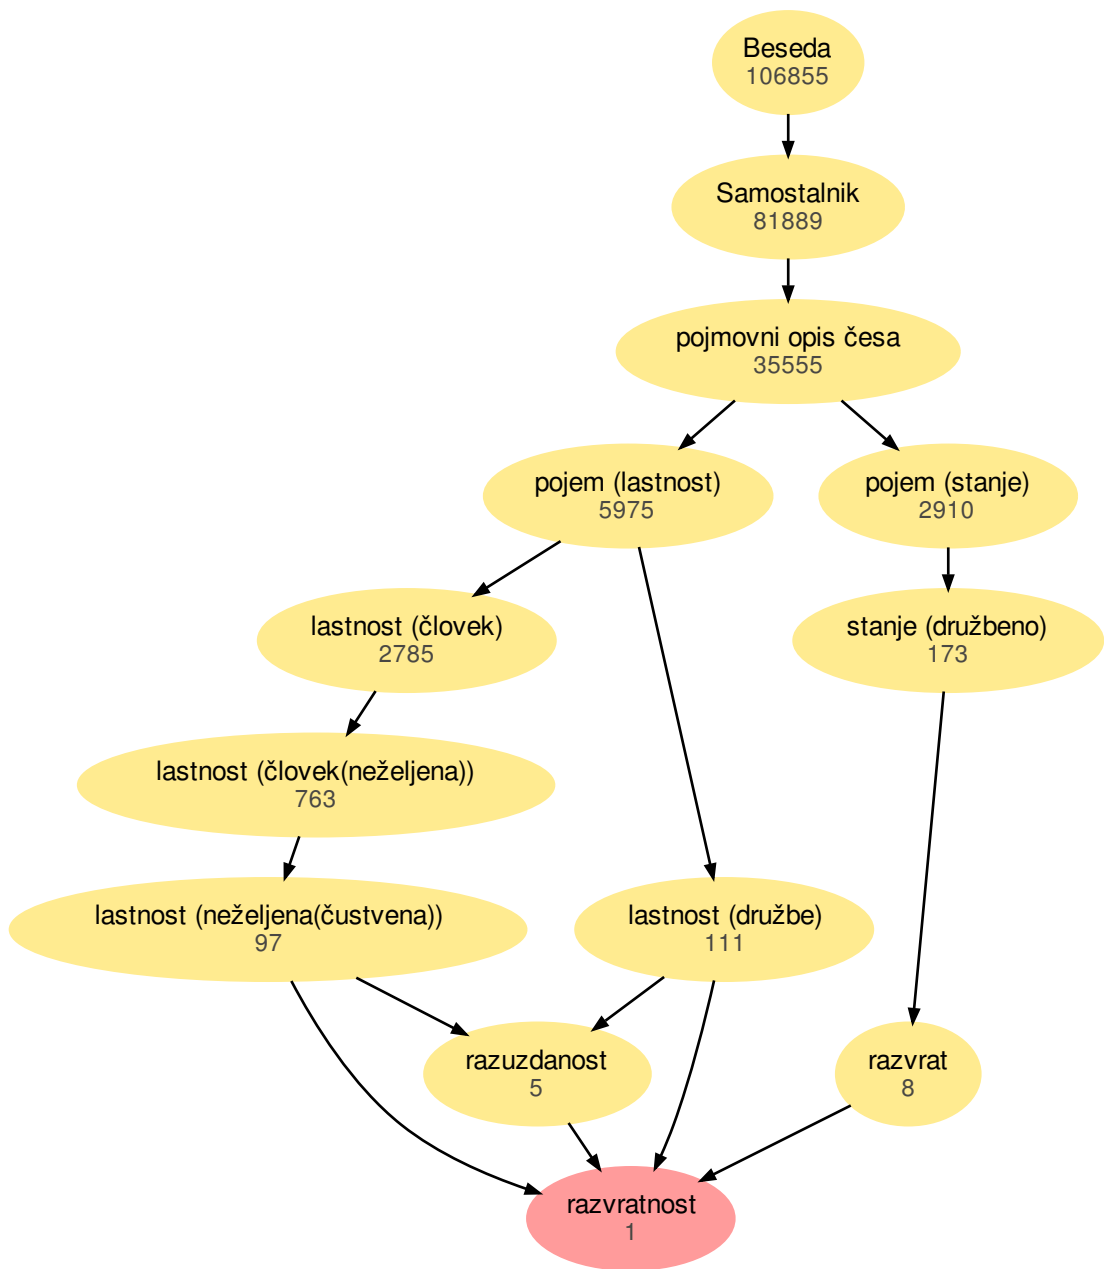 Beseda
106855
Samostalnik
81889
pojmovni opis česa
35555
pojem (lastnost)
5975
pojem (stanje)
2910
lastnost (človek)
2785
stanje (družbeno)
173
lastnost (človek(neželjena))
763
lastnost (neželjena(čustvena))
97
lastnost (družbe)
111
razuzdanost
5
razvrat
8
razvratnost
1